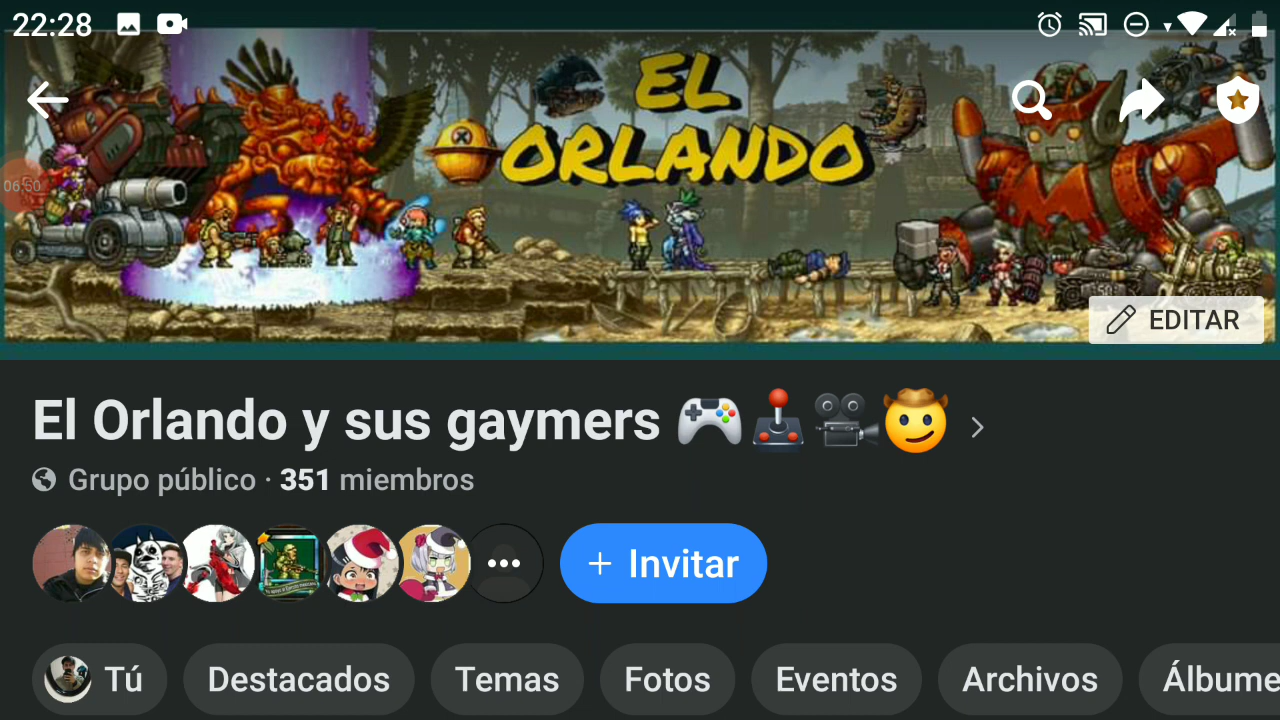 22:28
EL
ORLANDO
06:50
EDITAR
El Orlando y sus gaymers
Grupo público · 351 miembros
+ Invitar
Tú
Destacados
Temas
Fotos
Eventos
Archivos
Álbume